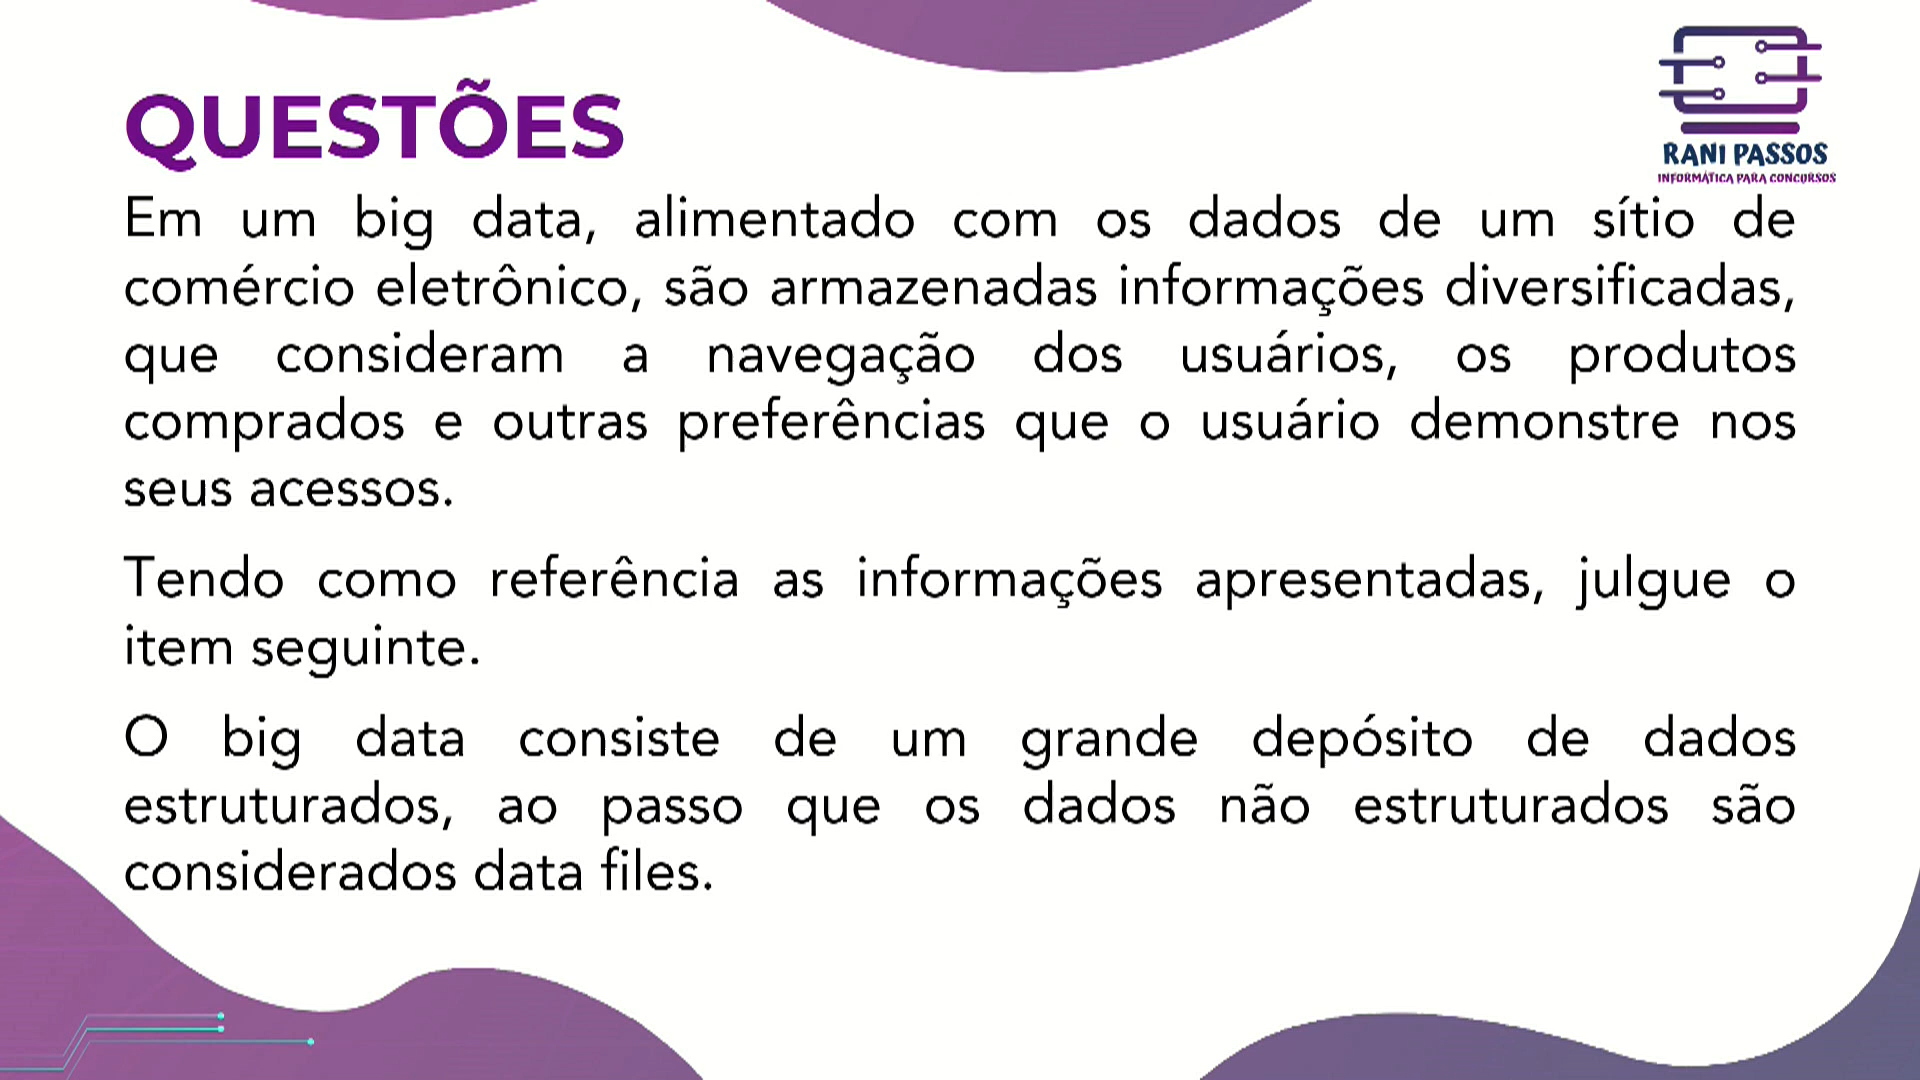 RANI PASSOS
INFORMÁTICA PARA CONCURSOS
QUESTÕES
Em um big data, alimentado com os dados de um sítio de
comércio eletrônico, são armazenadas informações diversificadas,
que consideram a navegação dos usuários, os produtos
comprados e outras preferências que o usuário demonstre nos
seus acessos.
Tendo como referência as informações apresentadas, julgue o
item seguinte.
O big data consiste de um grande depósito de dados
estruturados, ao passo que os dados não estruturados são
considerados data files.